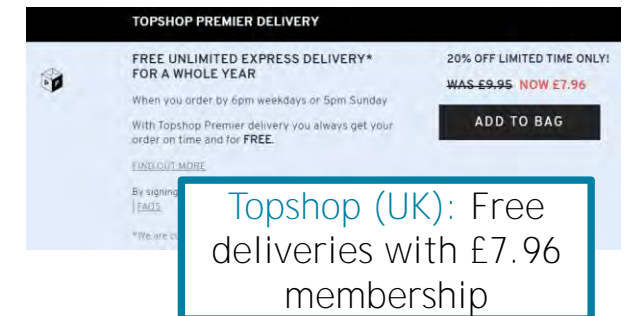 TOPSHOP PREMIER DELIVERY
FREE UNLIMITED EXPRESS DELIVERY*
FOR A WHOLE YEAR
When you order by 6pm weekdays or 5pm Sunday
With Topshop Premier delivery you always get your
order on time and for FREE.
FIND OUT MORE
By signing
| FAQS
*We are
20% OFF LIMITED TIME ONLY!
WAS £9.95 NOW £7.96
ADD TO BAG
Topshop (UK): Free
deliveries with £7.96
membership